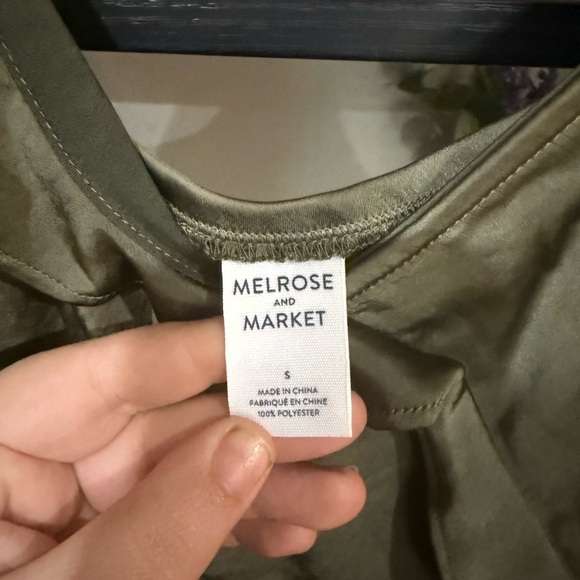 MELROSE
AND
MARKET
S
MADE IN CHINA
FABRIQUÉ EN CHINE
100% POLYESTER